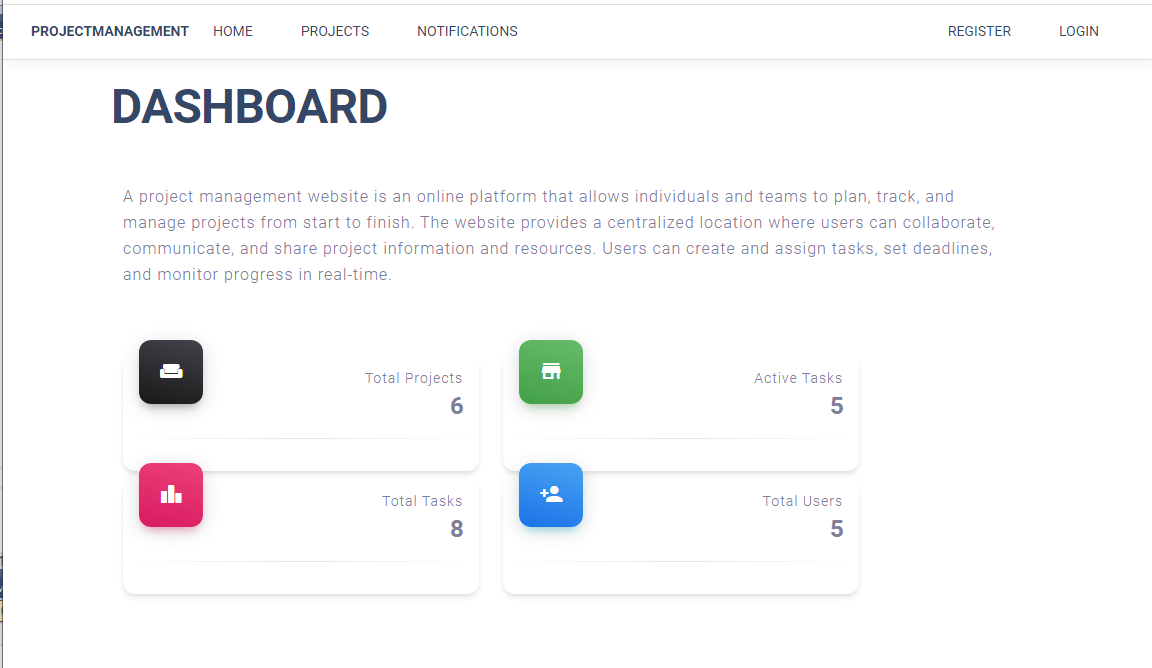 PROJECTMANAGEMENT HOME PROJECTS NOTIFICATIONS REGISTER LOGIN
DASHBOARD
A project management website is an online platform that allows individuals and teams to plan, track, and
manage projects from start to finish. The website provides a centralized location where users can collaborate,
communicate, and share project information and resources. Users can create and assign tasks, set deadlines,
and monitor progress in real-time.
Total Projects
6
Active Tasks
5
Total Tasks
8
Total Users
5